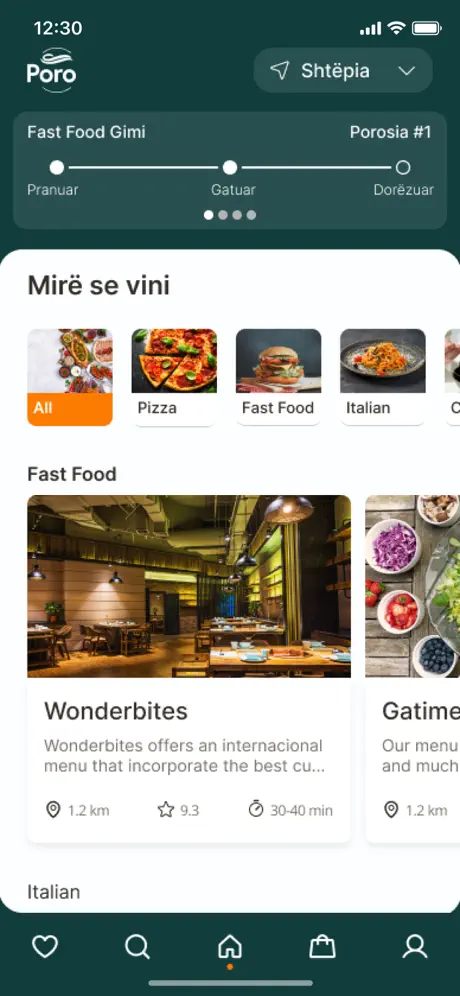 12:30
Poro
Shtëpia
Fast Food Gimi
Porosia #1
Pranuar
Gatuar
Dorëzuar
Mirë se vini
All
Pizza
Fast Food
Italian
Fast Food
Wonderbites
Wonderbites offers an internacional
menu that incorporate the best cu...
1.2 km
9.3
30-40 min
Gatime
Our menu
and much
1.2 km
Italian